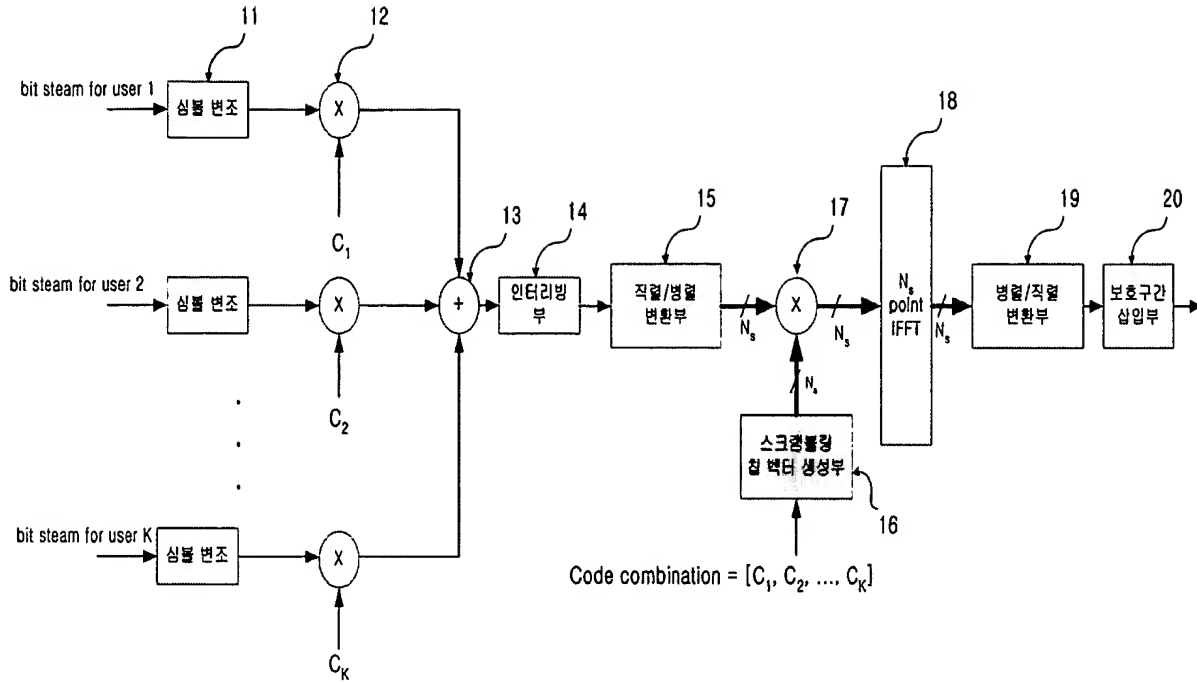 11
12
bit steam for user 1
심볼 변조
X
C1
18
13
14
15
17
19
20
bit steam for user 2
심볼 변조
X
+
인터리빙
부
직렬/병렬
변환부
Ns
X
Ns
Ns
point
IFFT
Ns
병렬/직렬
변환부
보호구간
삽입부
C2
Ns
스크램블링
칩 벡터 생성부
16
bit steam for user K
심볼 변조
X
Code combination = [C1, C2, ..., CK]
CK